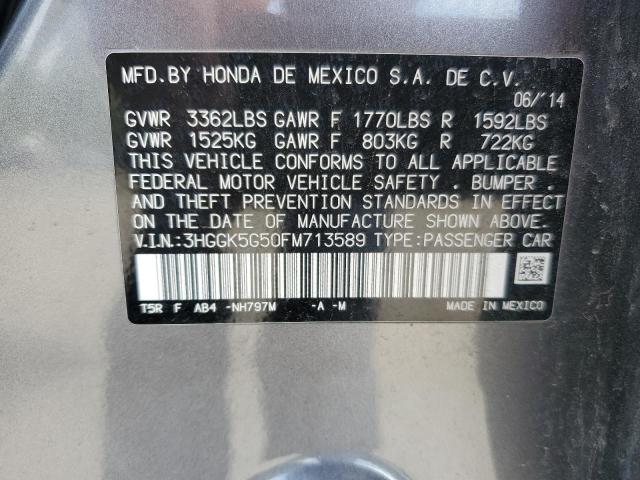 MFD.BY HONDA DE MEXICO S.A. DE C.V.
06/'14
GVWR 3362LBS GAWR F 1770LBS R 1592LBS
GVWR 1525KG GAWR F 803KG R 722KG
THIS VEHICLE CONFORMS TO ALL APPLICABLE
FEDERAL MOTOR VEHICLE SAFETY . BUMPER .
AND THEFT PREVENTION STANDARDS IN EFFECT
ON THE DATE OF MANUFACTURE SHOWN ABOVE.
V.I.N.:3HGGK5G50FM713589 TYPE:PASSENGER CAR
T5R F AB4 -NH797M -A -M MADE IN MEXICO